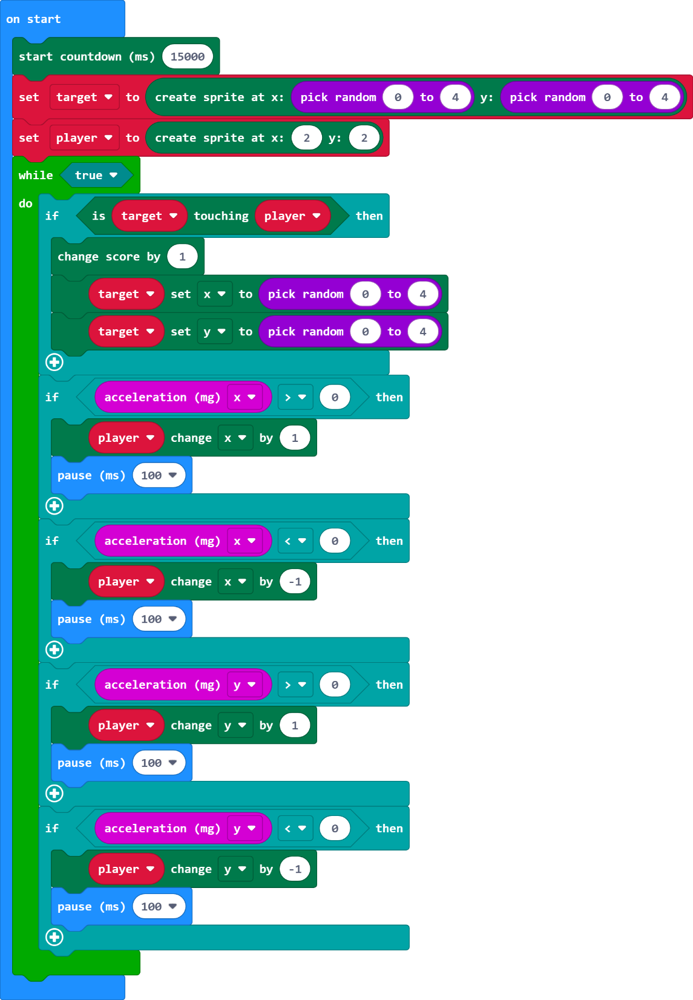 on start
start countdown (ms) 15000
set target to create sprite at x: pick random 0 to 4 y: pick random 0 to 4
set player to create sprite at x: 2 y: 2
while true
do
if is target touching player then
change score by 1
target set x to pick random 0 to 4
target set y to pick random 0 to 4
if acceleration (mg) x > 0 then
player change x by 1
pause (ms) 100
if acceleration (mg) x < 0 then
player change x by -1
pause (ms) 100
if acceleration (mg) y > 0 then
player change y by 1
pause (ms) 100
if acceleration (mg) y < 0 then
player change y by -1
pause (ms) 100